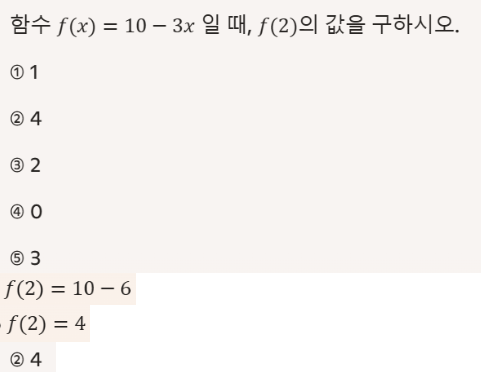 함수 f(x) = 10 − 3x 일 때, f(2)의 값을 구하시오.
① 1
② 4
③ 2
④ 0
⑤ 3
f(2) = 10 − 6
f(2) = 4
② 4